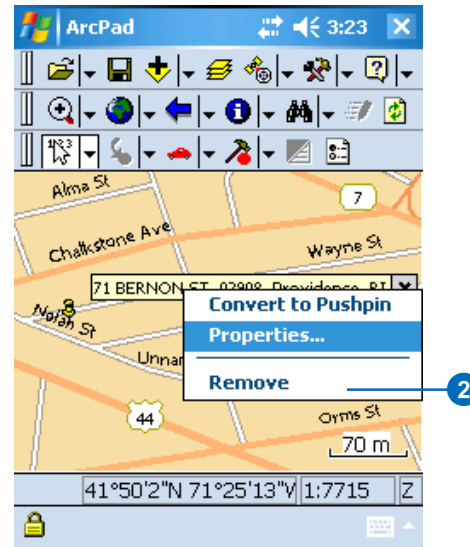 ArcPad 3:23
Alma St
7
Chalkstone Ave
Wayne St
71 BERNON ST, 02908, Providence, RI
Convert to Pushpin
Nolan St
Properties...
Unnar
Remove
2
44
Orms St
70 m
41°50'2"N 71°25'13"W 1:7715 Z